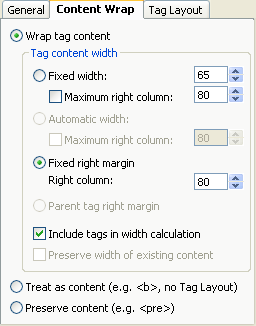 General Content Wrap Tag Layout
Wrap tag content
Tag content width
Fixed width: 65
Maximum right column: 80
Automatic width:
Maximum right column: 80
Fixed right margin
Right column: 80
Parent tag right margin
Include tags in width calculation
Preserve width of existing content
Treat as content (e.g. <b>, no Tag Layout)
Preserve content (e.g. <pre>)